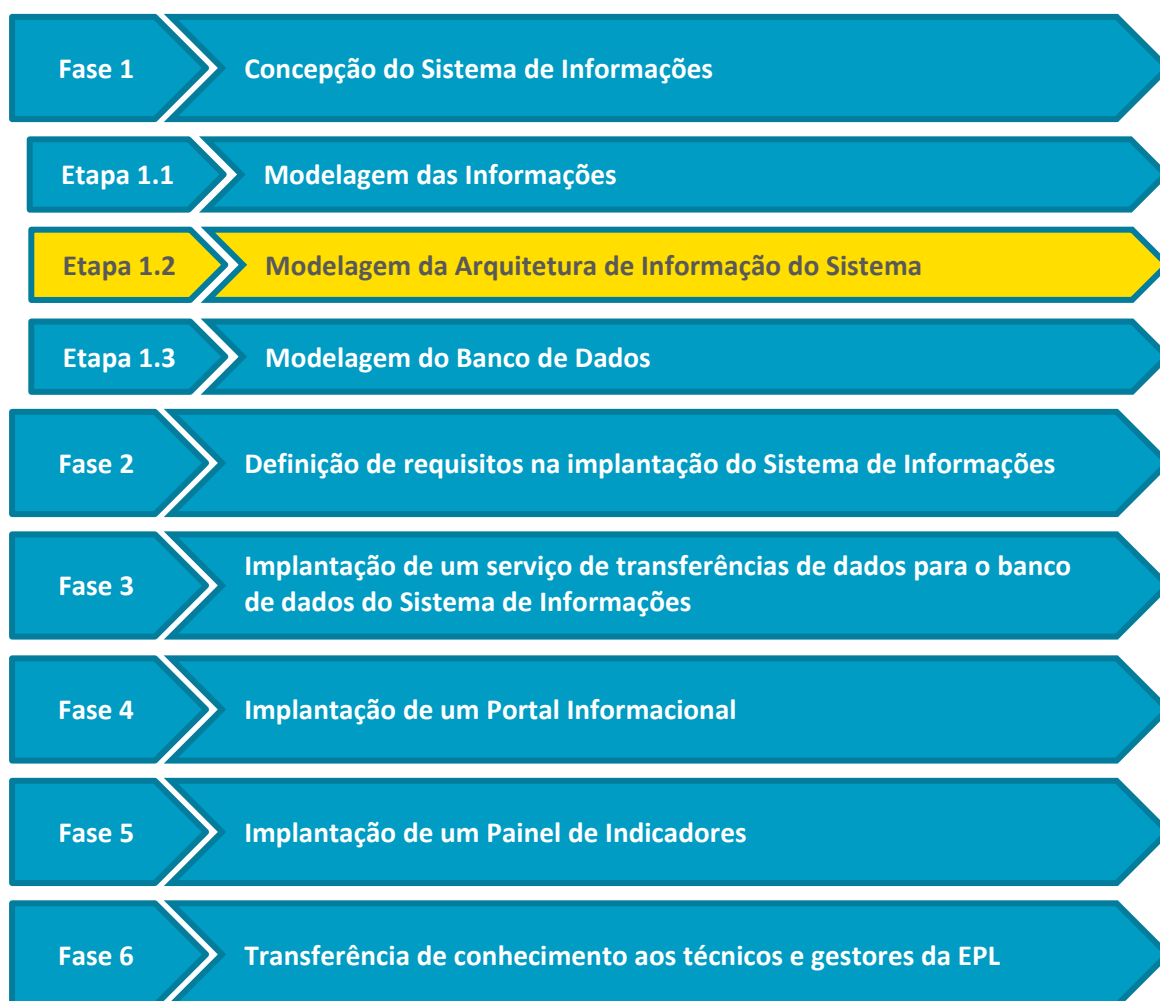 Fase 1
Concepção do Sistema de Informações
Etapa 1.1
Modelagem das Informações
Etapa 1.2
Modelagem da Arquitetura de Informação do Sistema
Etapa 1.3
Modelagem do Banco de Dados
Fase 2
Definição de requisitos na implantação do Sistema de Informações
Fase 3
Implantação de um serviço de transferências de dados para o banco
de dados do Sistema de Informações
Fase 4
Implantação de um Portal Informacional
Fase 5
Implantação de um Painel de Indicadores
Fase 6
Transferência de conhecimento aos técnicos e gestores da EPL